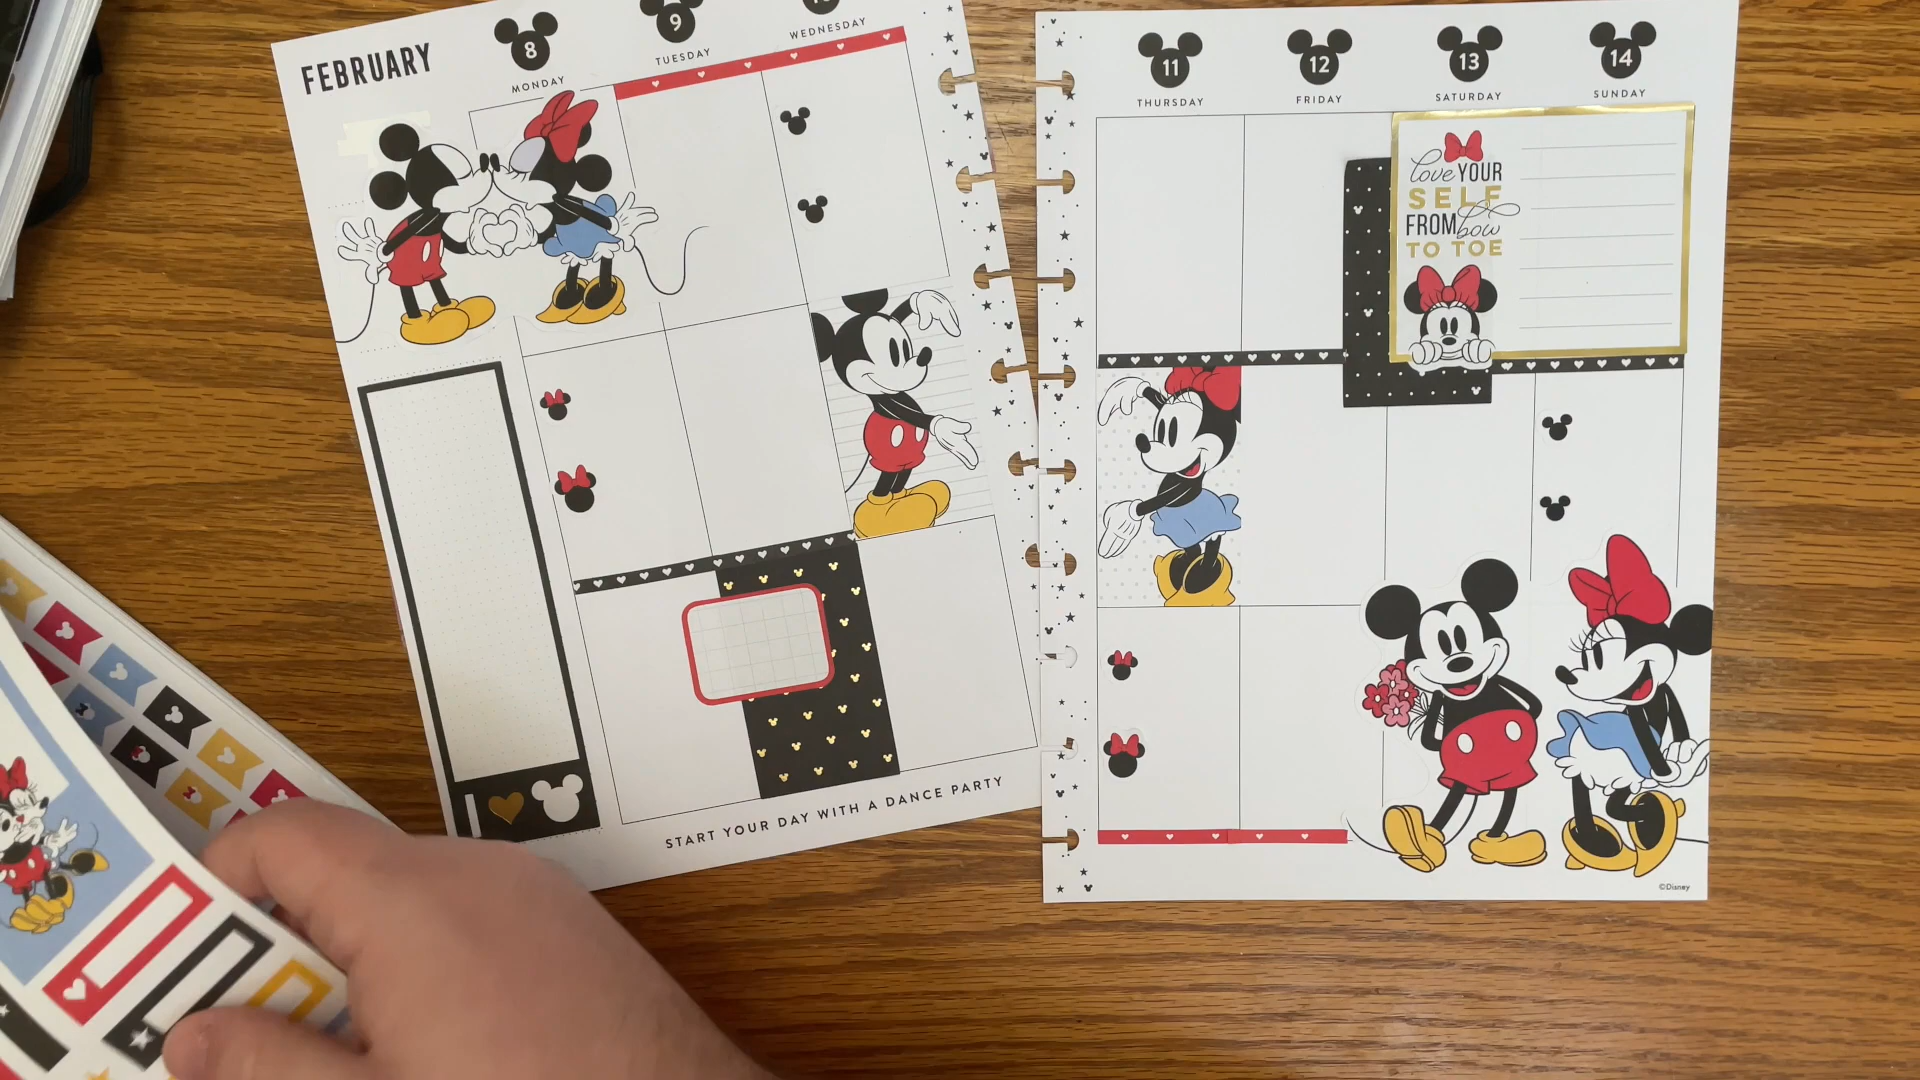 FEBRUARY
8
MONDAY
9
TUESDAY
WEDNESDAY
START YOUR DAY WITH A DANCE PARTY
11
THURSDAY
12
FRIDAY
13
SATURDAY
14
SUNDAY
love YOUR
SELF
FROM bow
TO TOE
©Disney